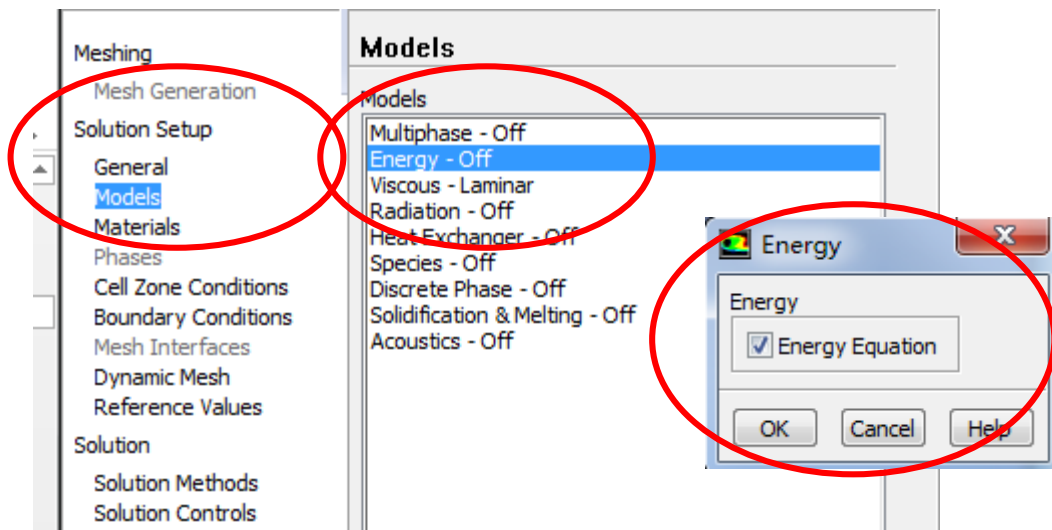 Meshing
Mesh Generation
Solution Setup
General
Models
Materials
Phases
Cell Zone Conditions
Boundary Conditions
Mesh Interfaces
Dynamic Mesh
Reference Values
Solution
Solution Methods
Solution Controls
Models
Models
Multiphase - Off
Energy - Off
Viscous - Laminar
Radiation - Off
Heat Exchanger - Off
Species - Off
Discrete Phase - Off
Solidification & Melting - Off
Acoustics - Off
Energy
Energy
Energy Equation
OK Cancel Help